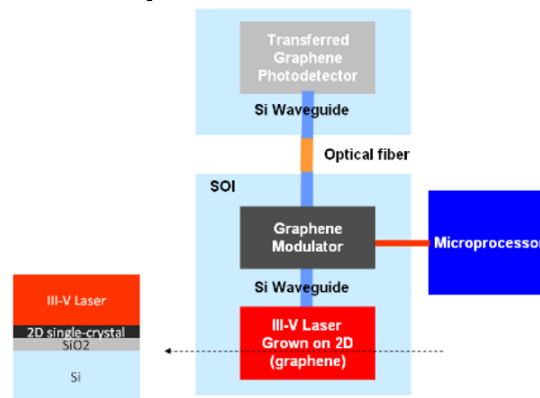 Transferred
Graphene
Photodetector
Si Waveguide
Optical fiber
SOI
Graphene
Modulator
Microprocessor
Si Waveguide
III-V Laser
Grown on 2D
(graphene)
III-V Laser
2D single-crystal
SiO2
Si